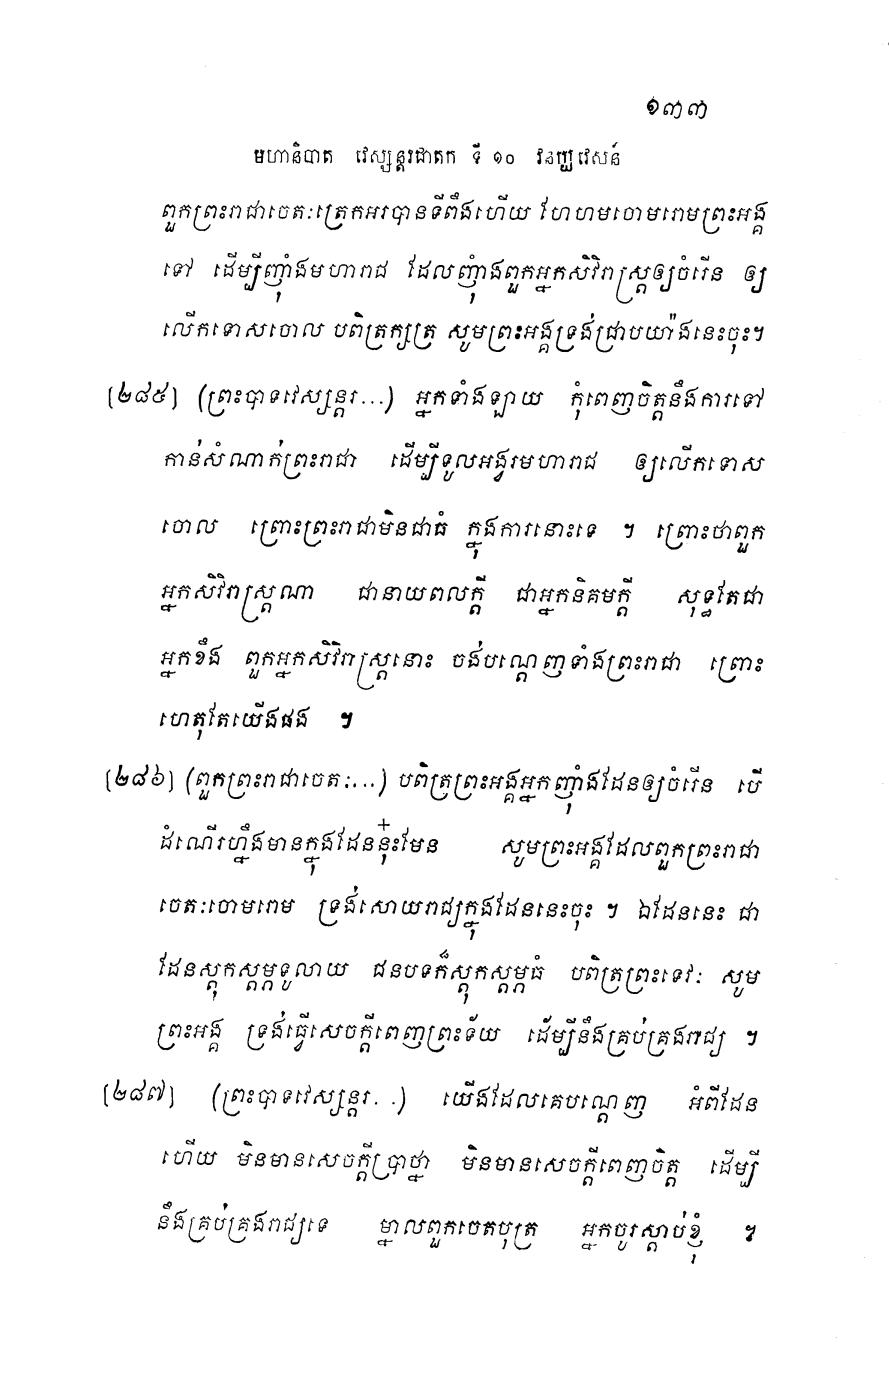 ១៣៣
មហានិបាត វេស្សន្តរជាតក ទី ១០ វនប្បវេសន៍
ពួកព្រះរាជាចេតៈត្រេកអរបានទីពឹងហើយ ហែហមចោមរោមព្រះអង្គ
ទៅ ដើម្បីញ៉ាំងមហារាជ ដែលញុំាងពួកអ្នកសិវិរាស្ត្រឲ្យចំរើន ឲ្យ
លើកទោសចោល បពិត្រក្សត្រ សូមព្រះអង្គទ្រង់ជ្រាបយ៉ាងនេះចុះ។
[២៨៥] (ព្រះបាទវេស្សន្តរ...) អ្នកទាំងឡាយ កុំពេញចិត្តនឹងការទៅ
កាន់សំណាក់ព្រះរាជា ដើម្បីទូលអង្វរមហារាជ ឲ្យលើកទោស
ចោល ព្រោះព្រះរាជាមិនជាធំ ក្នុងការនោះទេ ។ ព្រោះថាពួក
អ្នកសិវិរាស្ត្រណា ជានាយពលក្តី ជាអ្នកនិគមក្តី សុទ្ធតែជា
អ្នកខឹង ពួកអ្នកសិវិរាស្ត្រនោះ ចង់បណ្តេញទាំងព្រះរាជា ព្រោះ
ហេតុតែយើងផង ។
[២៨៦] (ពួកព្រះរាជាចេតៈ...) បពិត្រព្រះអង្គអ្នកញ៉ាំងដែនឲ្យចំរើន បើ
ដំណើរហ្នឹងមានក្នុងដែននុ៎ះមែន សូមព្រះអង្គដែលពួកព្រះរាជា
ចេតៈចោមរោម ទ្រង់សោយរាជ្យក្នុងដែននេះចុះ ។ ឯដែននេះ ជា
ដែនស្តុកស្តម្ភទូលាយ ជនបទក៏ស្តុកស្តម្ភធំ បពិត្រព្រះទេវៈ សូម
ព្រះអង្គ ទ្រង់ធ្វើសេចក្តីពេញព្រះទ័យ ដើម្បីនឹងគ្រប់គ្រងរាជ្យ ។
[២៨៧] (ព្រះបាទវេស្សន្តរ. .) យើងដែលគេបណ្តេញ អំពីដែន
ហើយ មិនមានសេចក្តីប្រាថ្នា មិនមានសេចក្តីពេញចិត្ត ដើម្បី
នឹងគ្រប់គ្រងរាជ្យទេ ម្នាលពួកចេតបុត្រ អ្នកចូរស្តាប់ខ្ញុំ ។